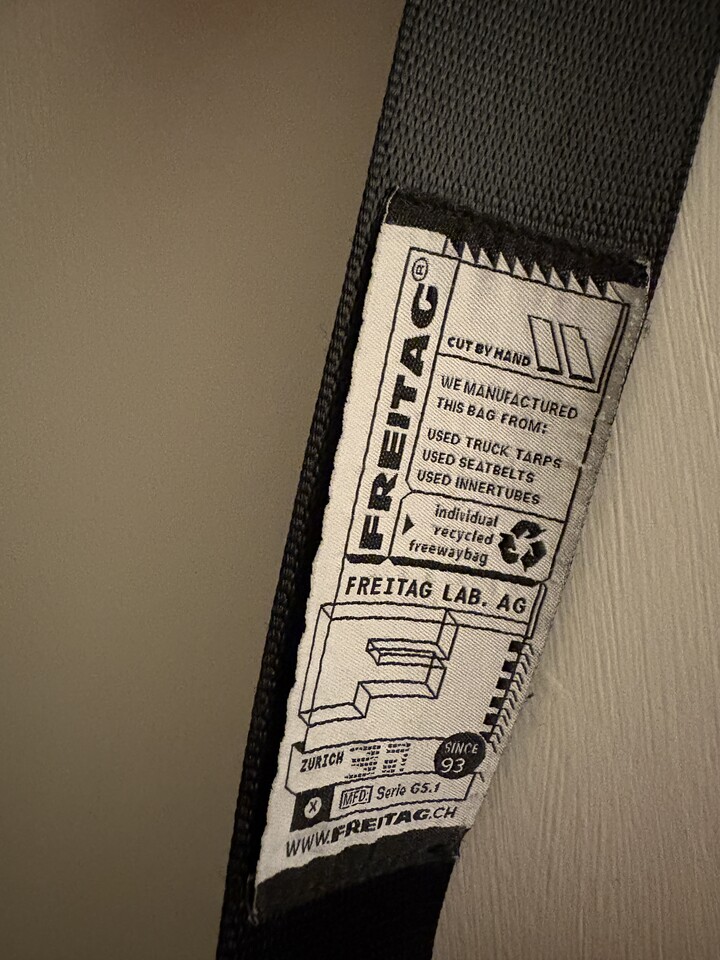 FREITAG®
CUT BY HAND
WE MANUFACTURED
THIS BAG FROM:
USED TRUCK TARPS
USED SEATBELTS
USED INNERTUBES
individual
recycled
freewaybag
FREITAG LAB. AG
ZURICH
SINCE
93
MFD: Serie G5.1
WWW.FREITAG.CH